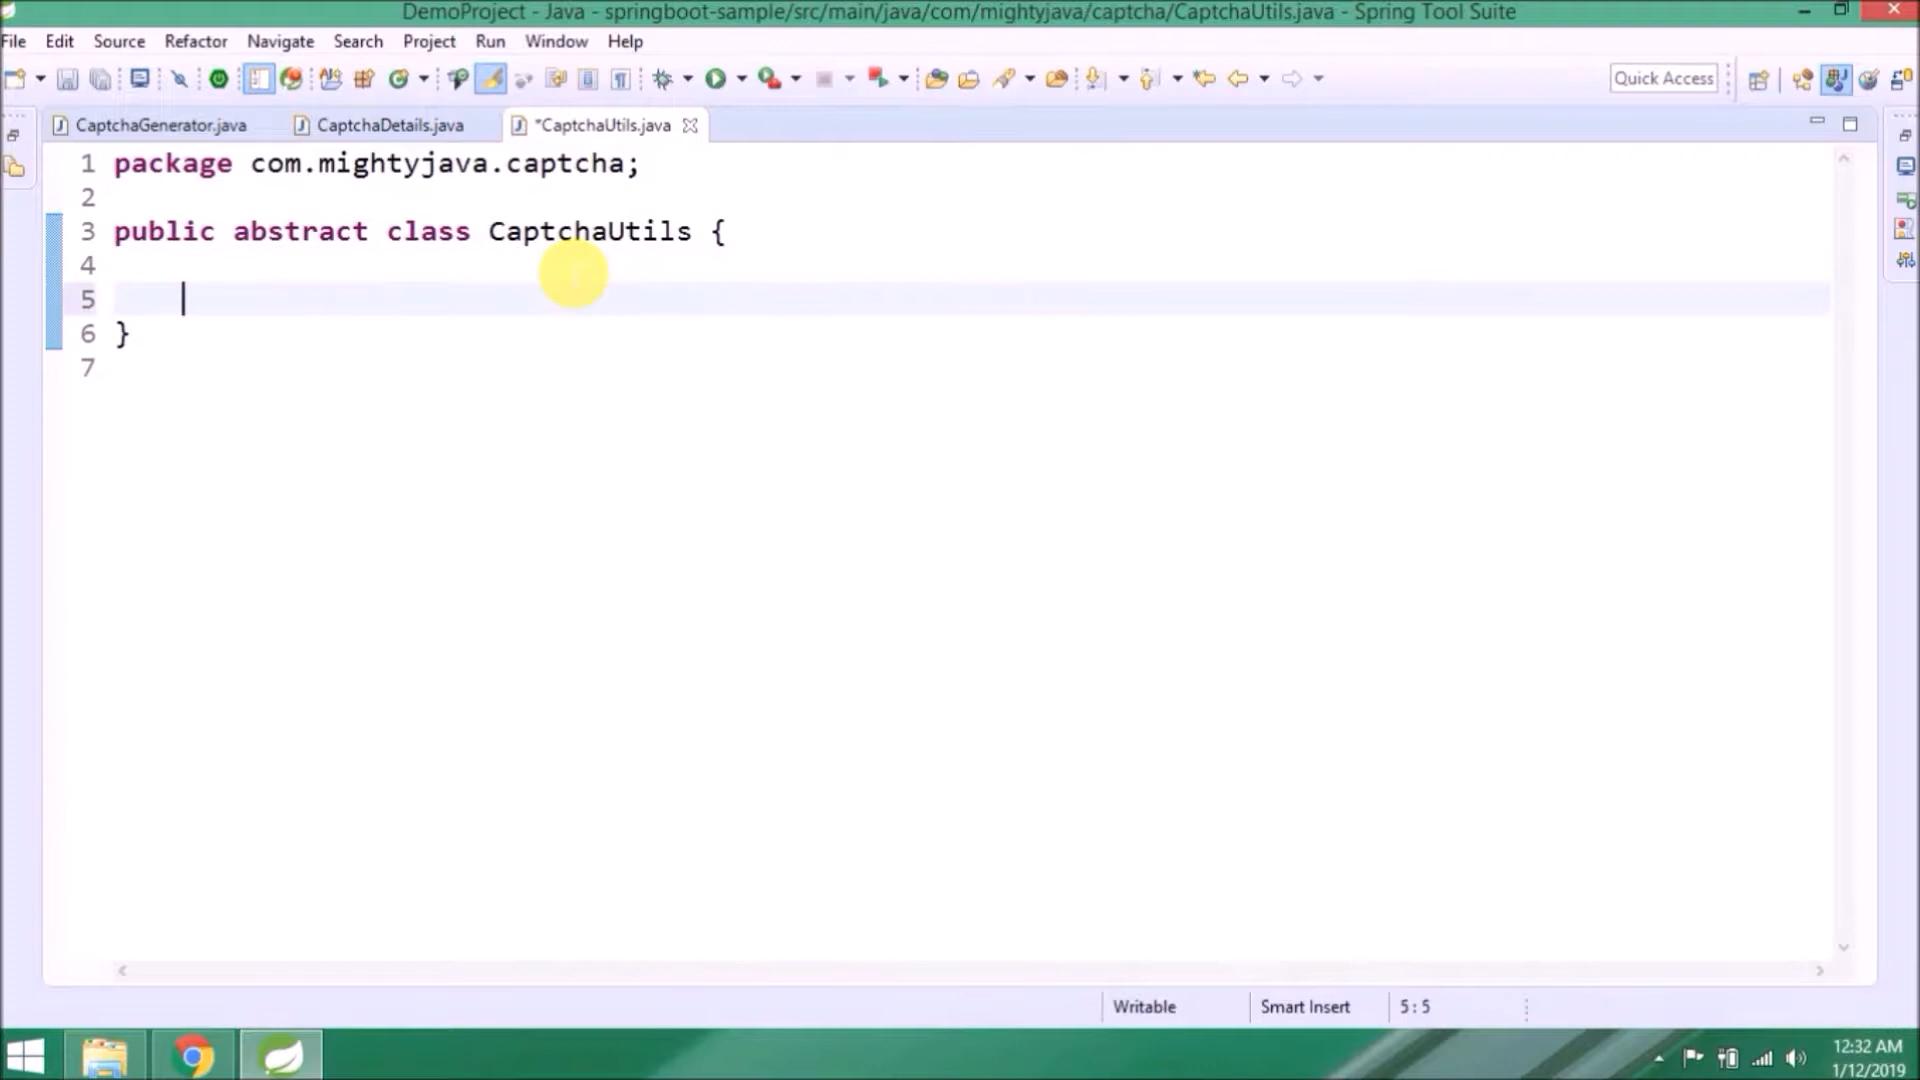 DemoProject - Java - springboot-sample/src/main/java/com/mightyjava/captcha/CaptchaUtils.java - Spring Tool Suite
File Edit Source Refactor Navigate Search Project Run Window Help
Quick Access
CaptchaGenerator.java CaptchaDetails.java *CaptchaUtils.java
1 package com.mightyjava.captcha;
2
3 public abstract class CaptchaUtils {
4
5
6 }
7
Writable Smart Insert 5 : 5
12:32 AM
1/12/2019